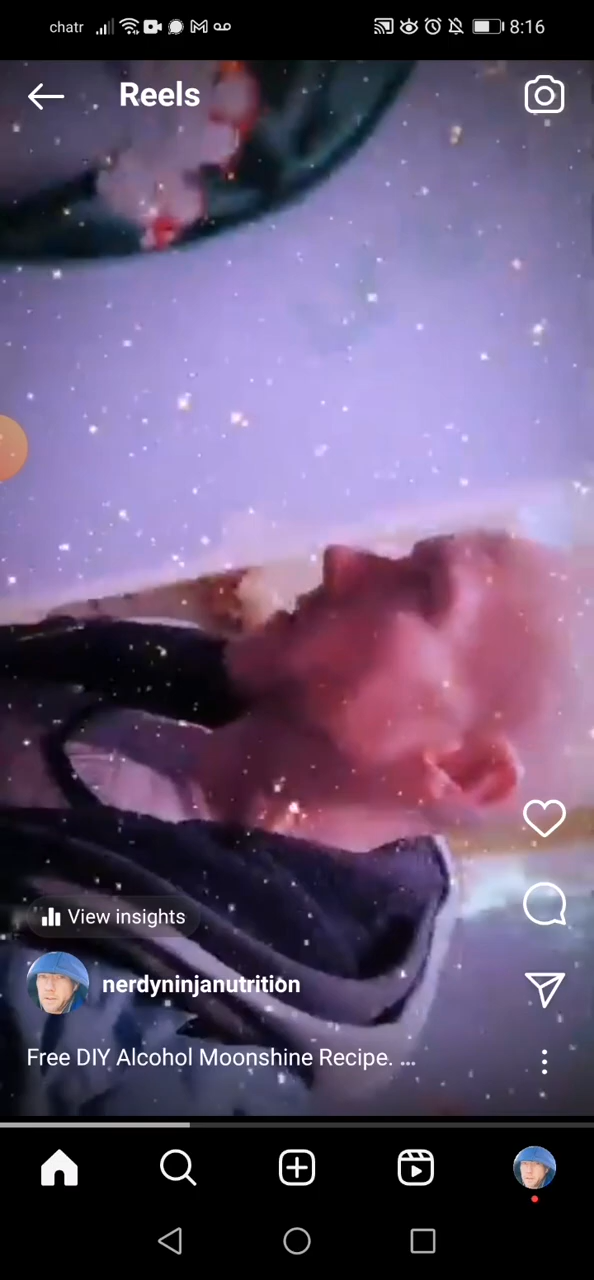 chatr 8:16
Reels
View insights
nerdyninjanutrition
Free DIY Alcohol Moonshine Recipe. ...